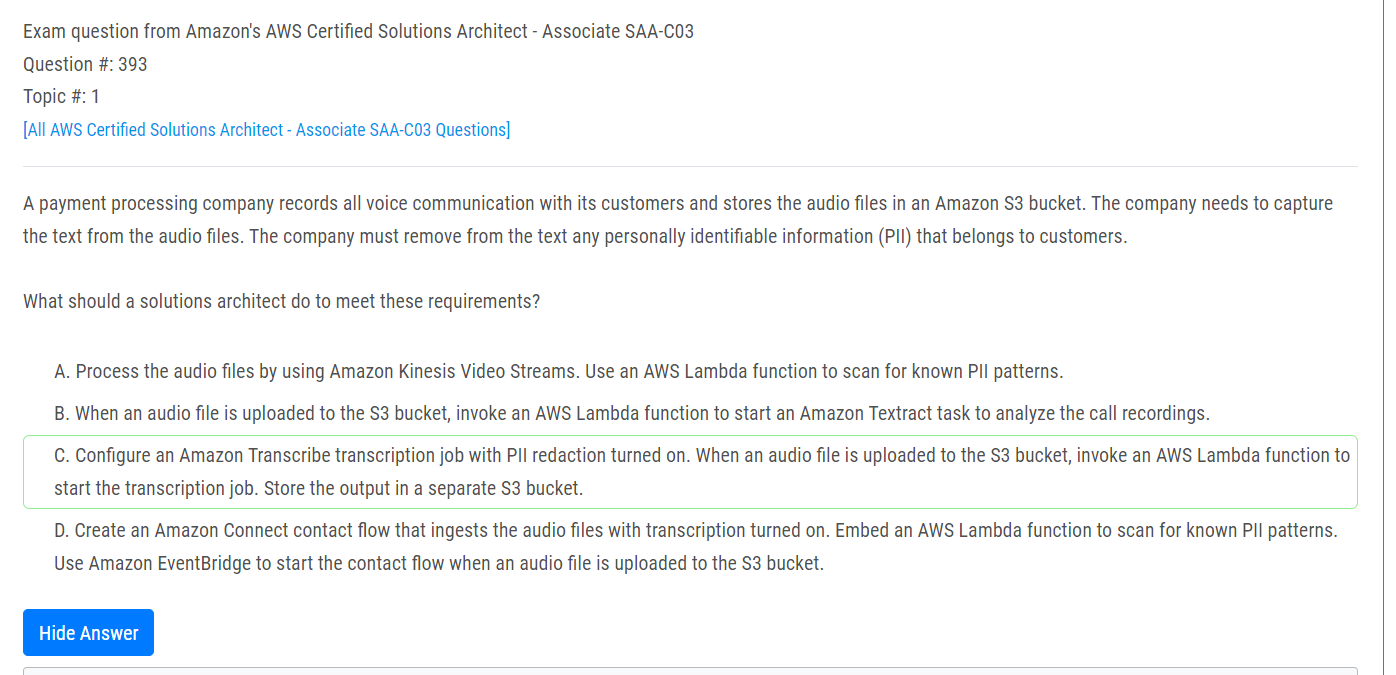 Exam question from Amazon's AWS Certified Solutions Architect - Associate SAA-C03
Question #: 393
Topic #: 1
[All AWS Certified Solutions Architect - Associate SAA-C03 Questions]
A payment processing company records all voice communication with its customers and stores the audio files in an Amazon S3 bucket. The company needs to capture
the text from the audio files. The company must remove from the text any personally identifiable information (PII) that belongs to customers.
What should a solutions architect do to meet these requirements?
A. Process the audio files by using Amazon Kinesis Video Streams. Use an AWS Lambda function to scan for known PII patterns.
B. When an audio file is uploaded to the S3 bucket, invoke an AWS Lambda function to start an Amazon Textract task to analyze the call recordings.
C. Configure an Amazon Transcribe transcription job with PII redaction turned on. When an audio file is uploaded to the S3 bucket, invoke an AWS Lambda function to
start the transcription job. Store the output in a separate S3 bucket.
D. Create an Amazon Connect contact flow that ingests the audio files with transcription turned on. Embed an AWS Lambda function to scan for known PII patterns.
Use Amazon EventBridge to start the contact flow when an audio file is uploaded to the S3 bucket.
Hide Answer